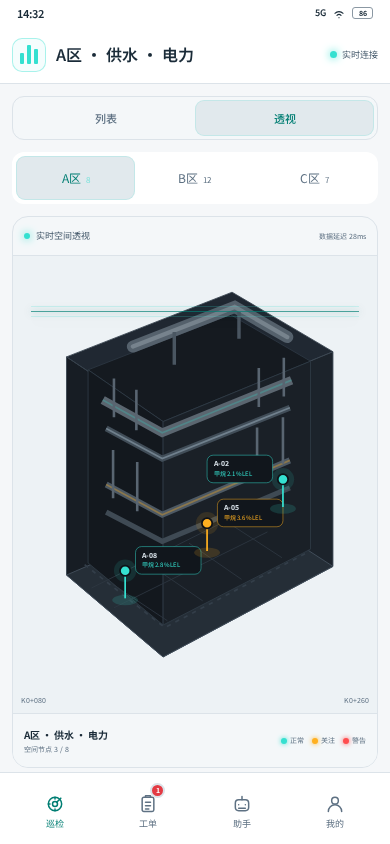 14:32
5G
86
A区 • 供水 • 电力
实时连接
列表
透视
A区 8
B区 12
C区 7
实时空间透视
数据延迟 28ms
A-02
甲烷 2.1%LEL
A-05
甲烷 3.6%LEL
A-08
甲烷 2.8%LEL
K0+080
K0+260
A区 • 供水 • 电力
空间节点 3 / 8
正常
关注
警告
1
巡检
工单
助手
我的